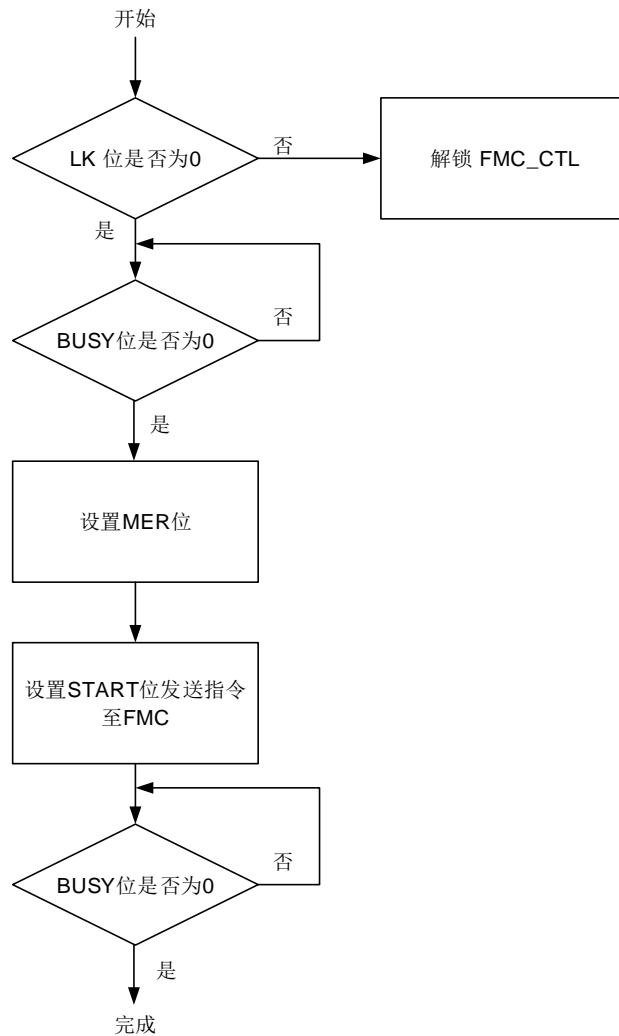 开始
LK 位是否为0
否
解锁 FMC_CTL
是
BUSY位是否为0
否
是
设置MER位
设置START位发送指令
至FMC
BUSY位是否为0
否
是
完成